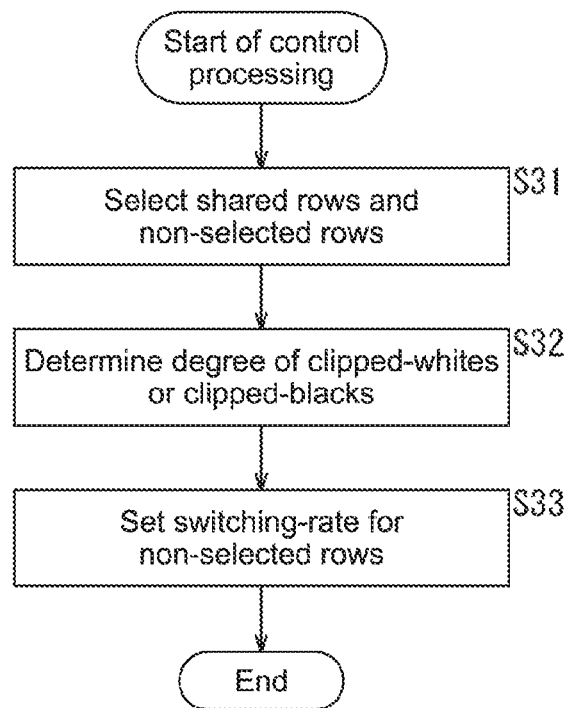 Start of control
processing
S31
Select shared rows and
non-selected rows
S32
Determine degree of clipped-whites
or clipped-blacks
S33
Set switching-rate for
non-selected rows
End